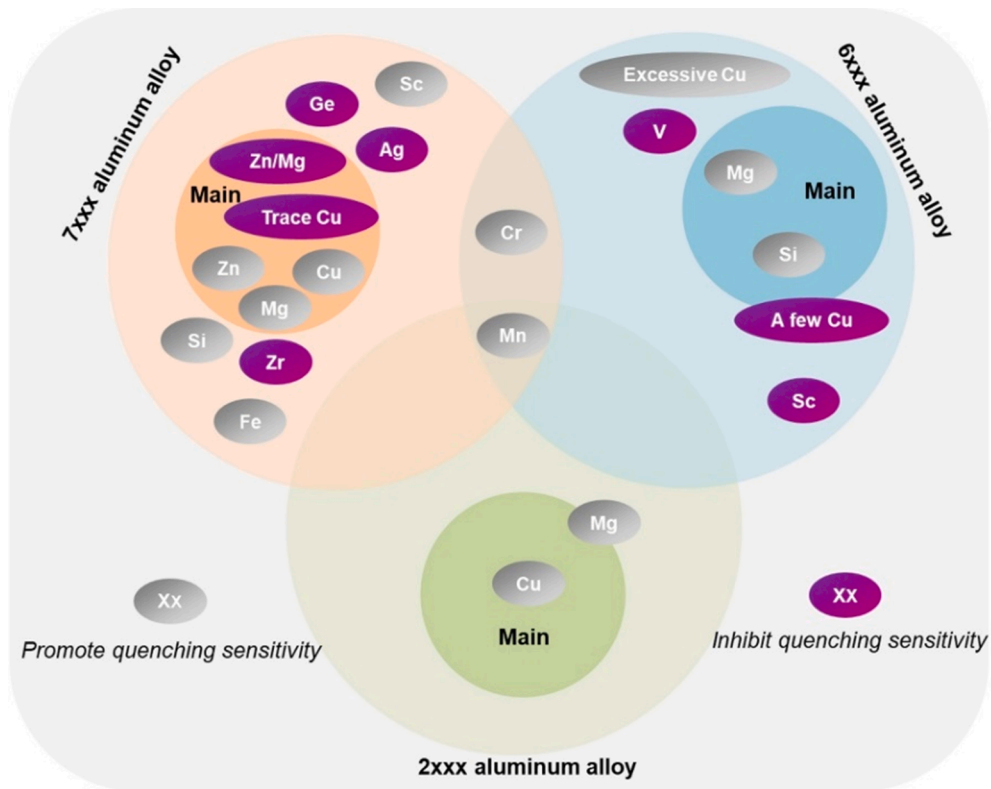 7xxx aluminum alloy
6xxx aluminum alloy
Sc
Ge
Ag
Zn/Mg
Main
Trace Cu
Zn
Cu
Mg
Si
Zr
Fe
Cr
Mn
Excessive Cu
V
Mg
Main
Si
A few Cu
Sc
Mg
Cu
Main
Xx
Promote quenching sensitivity
Xx
Inhibit quenching sensitivity
2xxx aluminum alloy